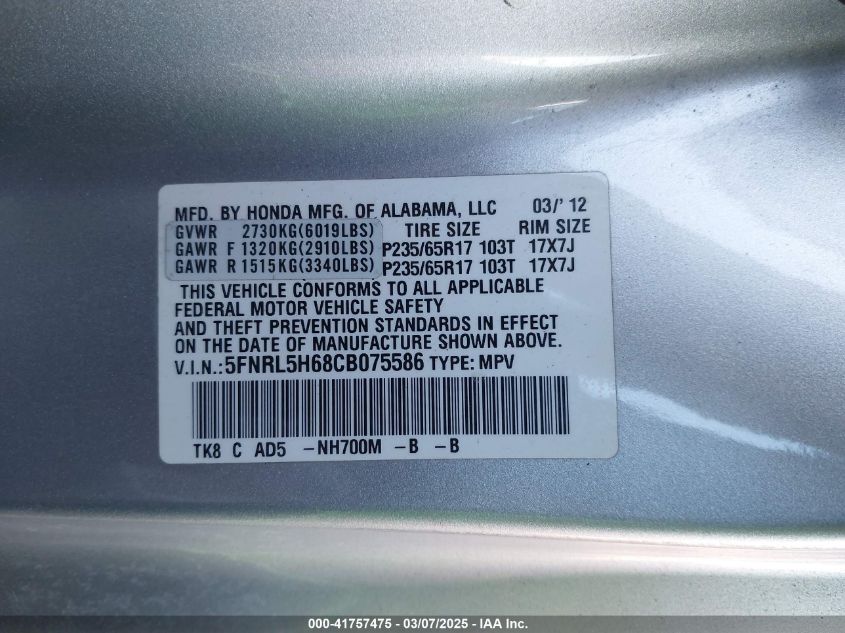 MFD. BY HONDA MFG. OF ALABAMA, LLC 03/' 12
GVWR 2730KG(6019LBS) TIRE SIZE RIM SIZE
GAWR F 1320KG(2910LBS) P235/65R17 103T 17X7J
GAWR R 1515KG(3340LBS) P235/65R17 103T 17X7J
THIS VEHICLE CONFORMS TO ALL APPLICABLE
FEDERAL MOTOR VEHICLE SAFETY
AND THEFT PREVENTION STANDARDS IN EFFECT
ON THE DATE OF MANUFACTURE SHOWN ABOVE.
V.I.N.:5FNRL5H68CB075586 TYPE: MPV
TK8 C AD5 -NH700M -B -B
000-41757475 - 03/07/2025 - IAA Inc.